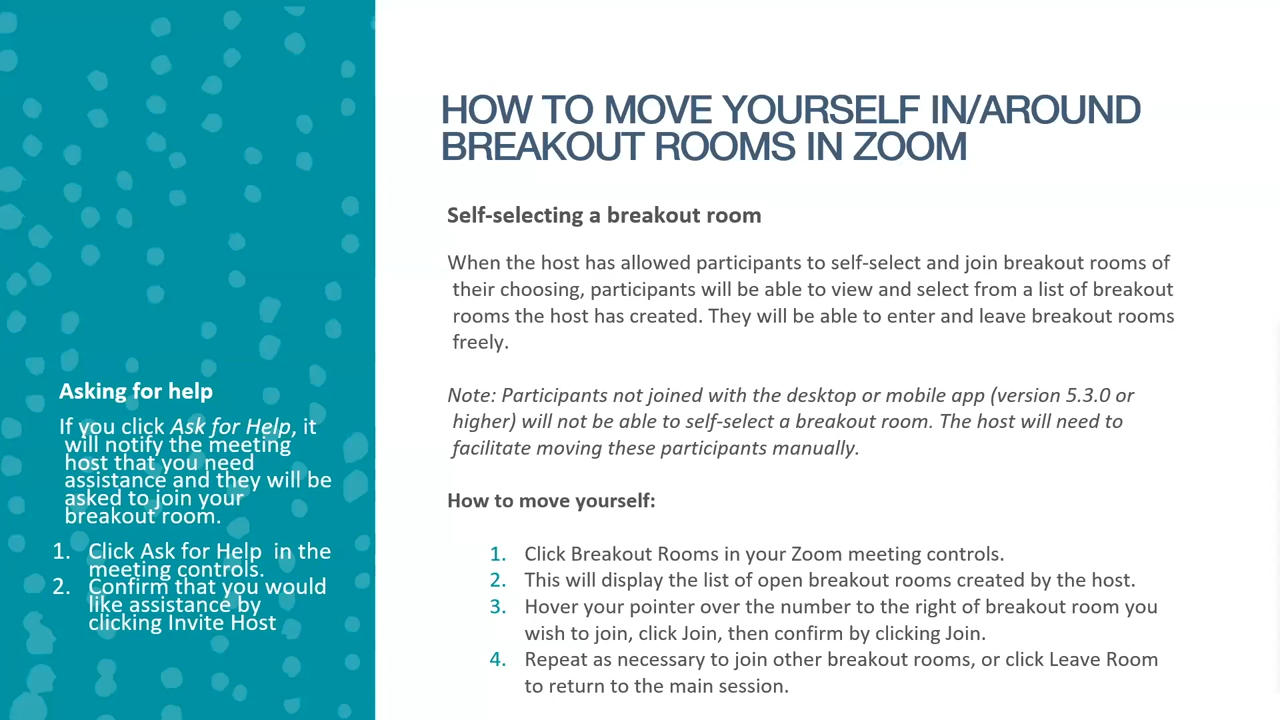 HOW TO MOVE YOURSELF IN/AROUND
BREAKOUT ROOMS IN ZOOM
Self-selecting a breakout room
When the host has allowed participants to self-select and join breakout rooms of
their choosing, participants will be able to view and select from a list of breakout
rooms the host has created. They will be able to enter and leave breakout rooms
freely.
Note: Participants not joined with the desktop or mobile app (version 5.3.0 or
higher) will not be able to self-select a breakout room. The host will need to
facilitate moving these participants manually.
How to move yourself:
1. Click Breakout Rooms in your Zoom meeting controls.
2. This will display the list of open breakout rooms created by the host.
3. Hover your pointer over the number to the right of breakout room you
wish to join, click Join, then confirm by clicking Join.
4. Repeat as necessary to join other breakout rooms, or click Leave Room
to return to the main session.
Asking for help
If you click Ask for Help, it
will notify the meeting
host that you need
assistance and they will be
asked to join your
breakout room.
1. Click Ask for Help in the
meeting controls.
2. Confirm that you would
like assistance by
clicking Invite Host